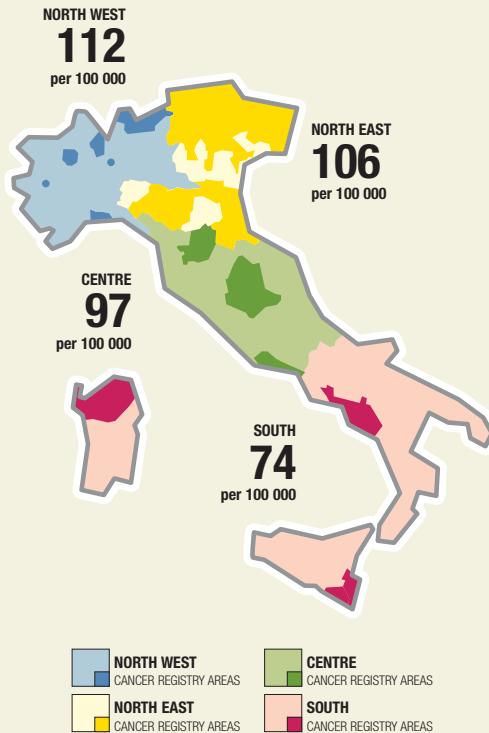 NORTH WEST
112
per 100 000
NORTH EAST
106
per 100 000
CENTRE
97
per 100 000
SOUTH
74
per 100 000
NORTH WEST
CANCER REGISTRY AREAS
CENTRE
CANCER REGISTRY AREAS
NORTH EAST
CANCER REGISTRY AREAS
SOUTH
CANCER REGISTRY AREAS